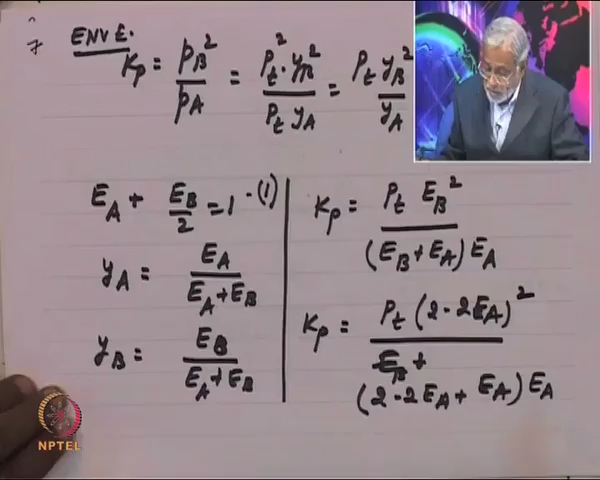 7 ENVE.
Kp = pB² / pA = Pt² · yB² / Pt yA = Pt yB² / yA
EA + EB/2 = 1 - (1)
yA = EA / EA + EB
yB = EB / EA + EB
Kp = Pt EB² / (EB + EA) EA
Kp = Pt (2 - 2EA)² / (2 - 2EA + EA) EA
NPTEL